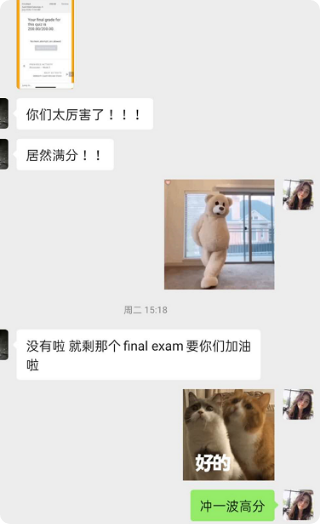 Your final grade for
this quiz is
200.00/200.00.
你们太厉害了！！！
居然满分！！
周二 15:18
没有啦 就剩那个 final exam 要你们加油
啦
好的
冲一波高分